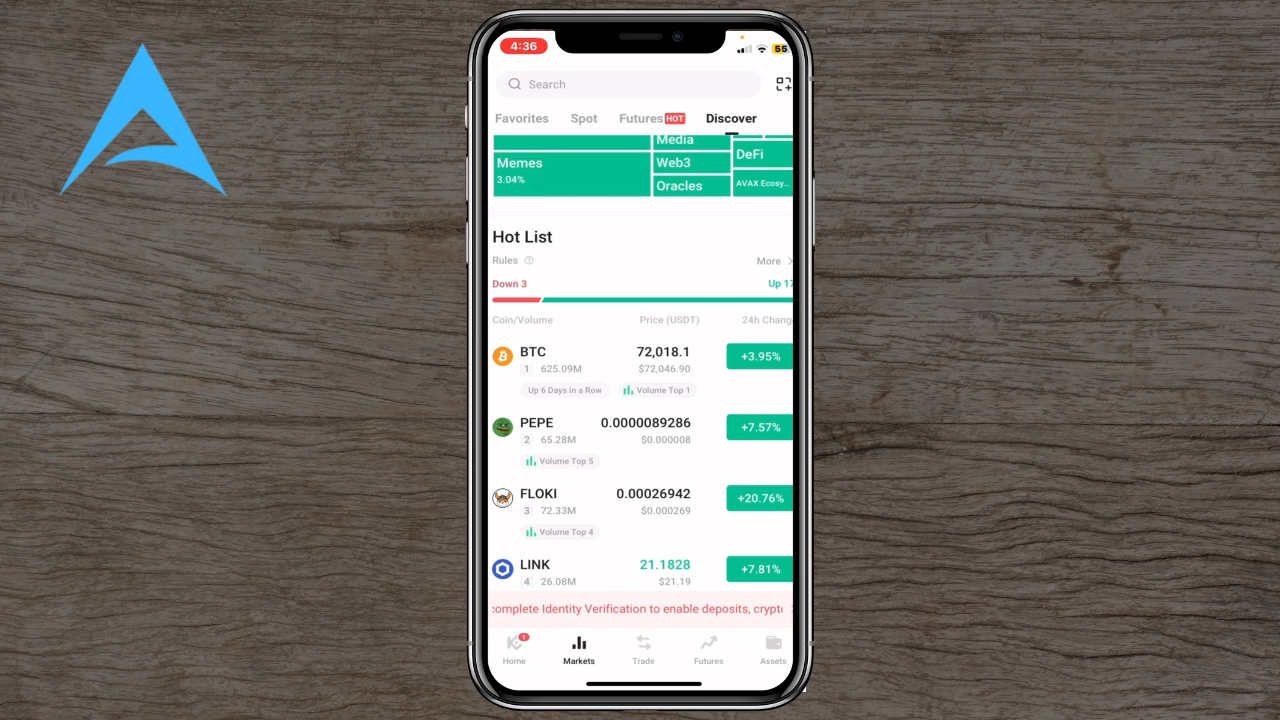 4:36
55
Search
Favorites Spot Futures HOT Discover
Media
Memes
3.04%
Web3
Oracles
DeFi
AVAX Ecosy...
Hot List
Rules
More
Down 3
Up 17
Coin/Volume Price (USDT) 24h Chang
BTC 72,018.1 +3.95%
1 625.09M $72,046.90
Up 6 Days in a Row Volume Top 1
PEPE 0.0000089286 +7.57%
2 65.28M $0.000008
Volume Top 5
FLOKI 0.00026942 +20.76%
3 72.33M $0.000269
Volume Top 4
LINK 21.1828 +7.81%
4 26.08M $21.19
complete Identity Verification to enable deposits, crypt
1
Home Markets Trade Futures Assets